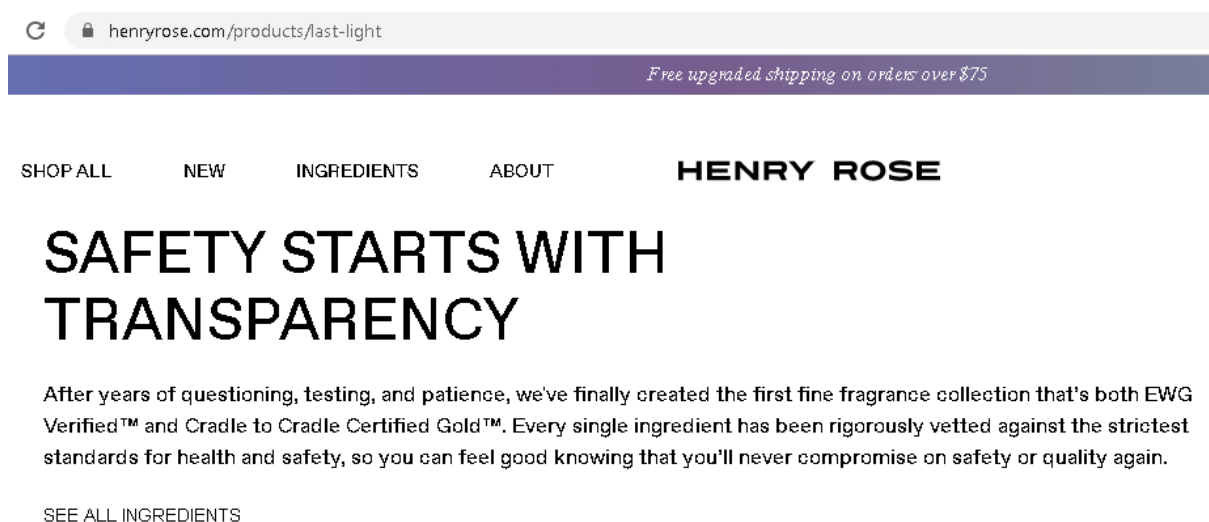 henryrose.com/products/last-light
Free upgraded shipping on orders over $75
SHOP ALL NEW INGREDIENTS ABOUT HENRY ROSE
SAFETY STARTS WITH
TRANSPARENCY
After years of questioning, testing, and patience, we've finally created the first fine fragrance collection that's both EWG
Verified™ and Cradle to Cradle Certified Gold™. Every single ingredient has been rigorously vetted against the strictest
standards for health and safety, so you can feel good knowing that you'll never compromise on safety or quality again.
SEE ALL INGREDIENTS